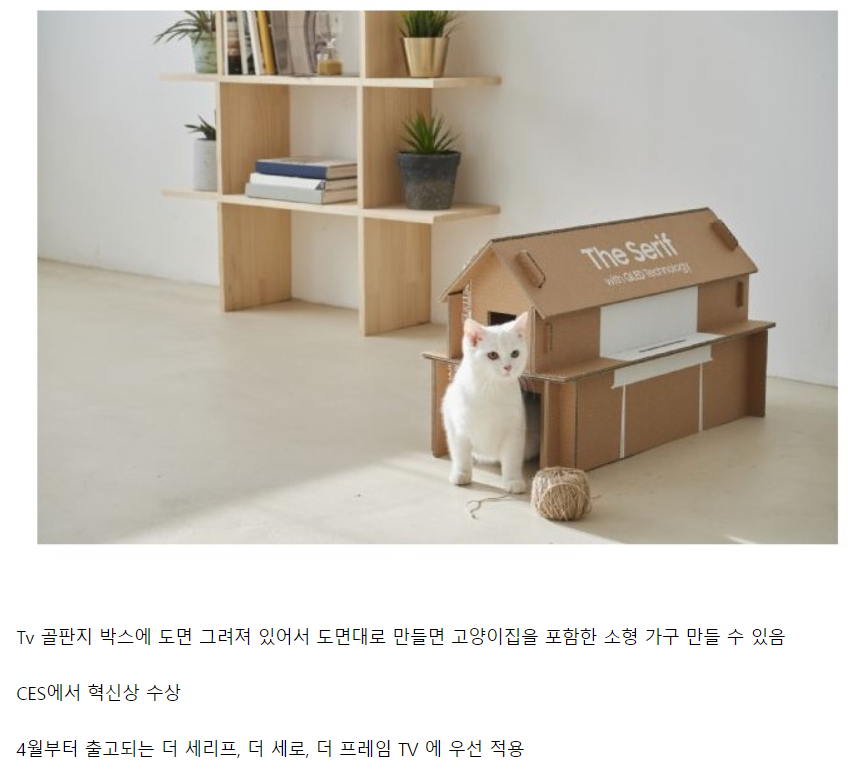 The Serif
with QLED Technology
Tv 골판지 박스에 도면 그려져 있어서 도면대로 만들면 고양이집을 포함한 소형 가구 만들 수 있음
CES에서 혁신상 수상
4월부터 출고되는 더 세리프, 더 세로, 더 프레임 TV 에 우선 적용